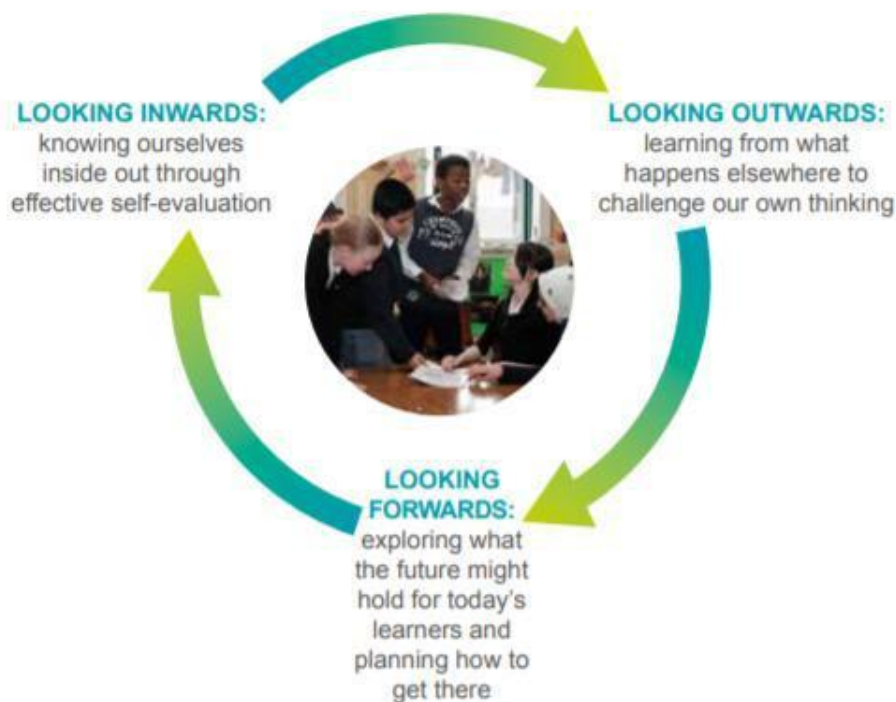 LOOKING INWARDS:
knowing ourselves
inside out through
effective self-evaluation
LOOKING OUTWARDS:
learning from what
happens elsewhere to
challenge our own thinking
LOOKING
FORWARDS:
exploring what
the future might
hold for today's
learners and
planning how to
get there